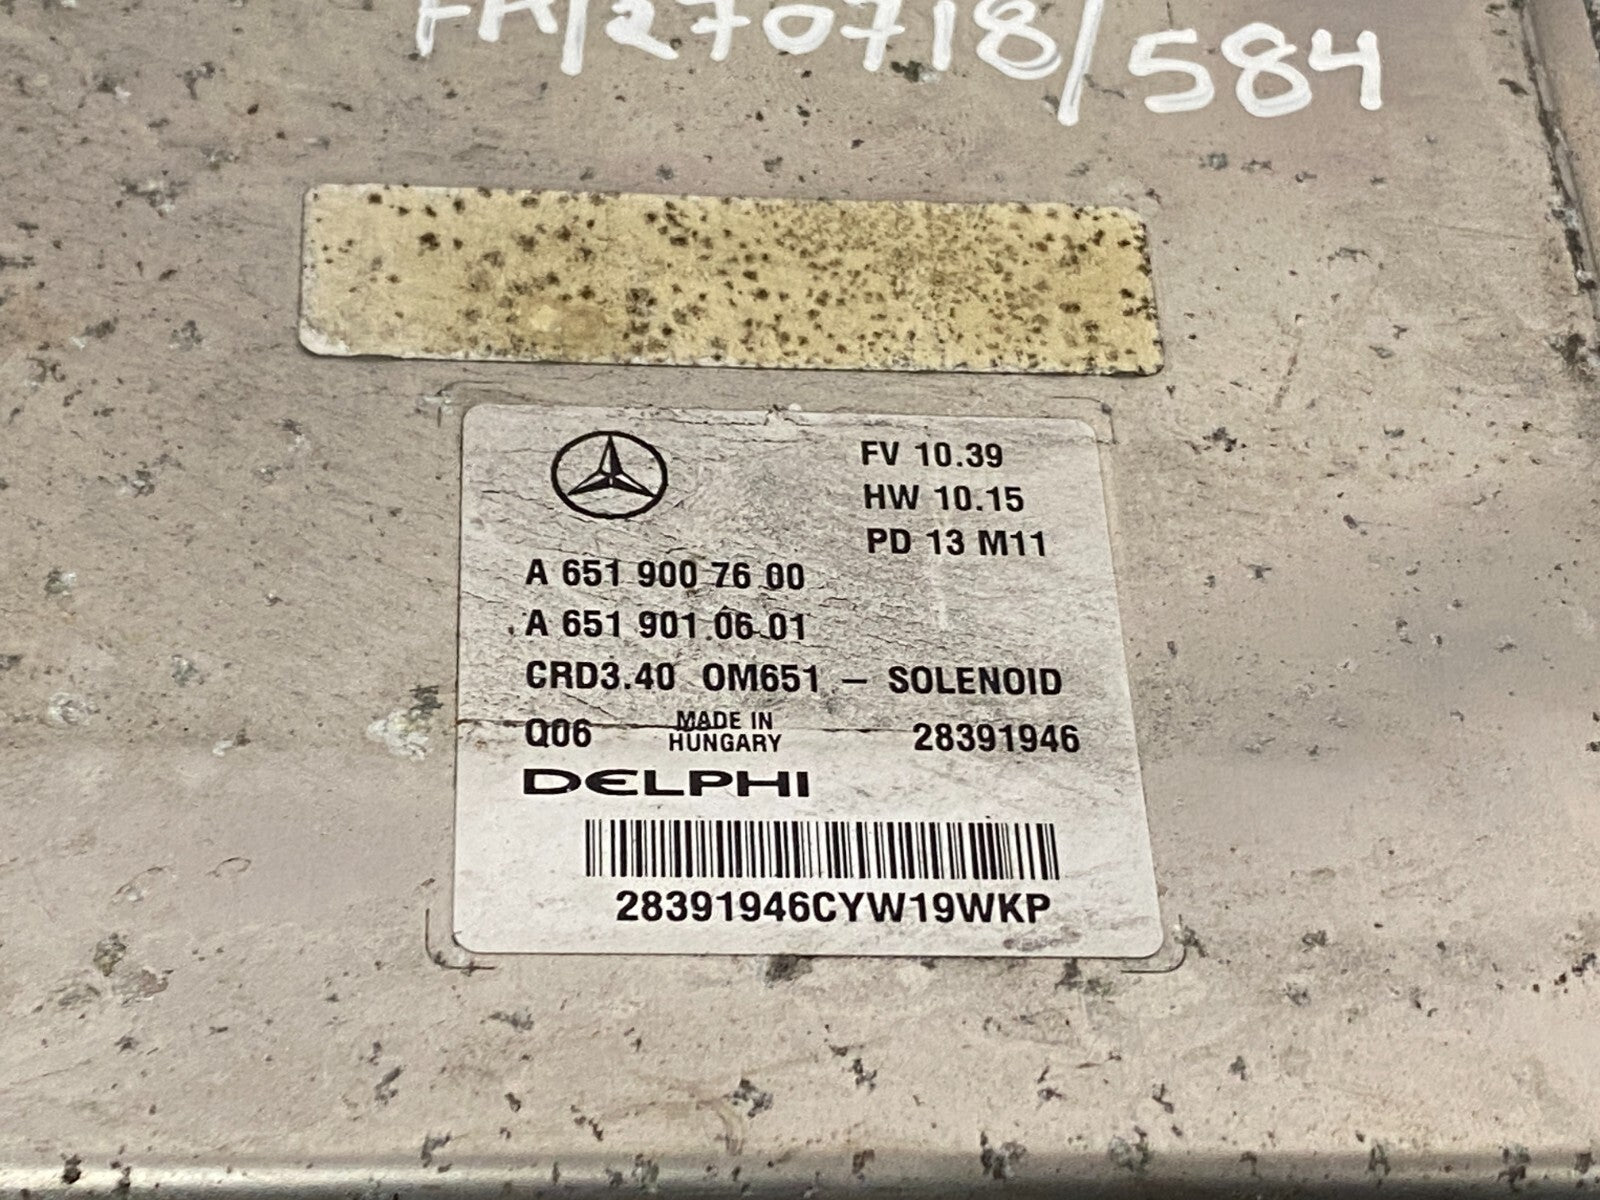 FA/270718/584
FV 10.39
HW 10.15
PD 13 M11
A 651 900 76 00
A 651 901 06 01
CRD3.40 OM651 – SOLENOID
Q06 MADE IN HUNGARY 28391946
DELPHI
28391946CYW19WKP